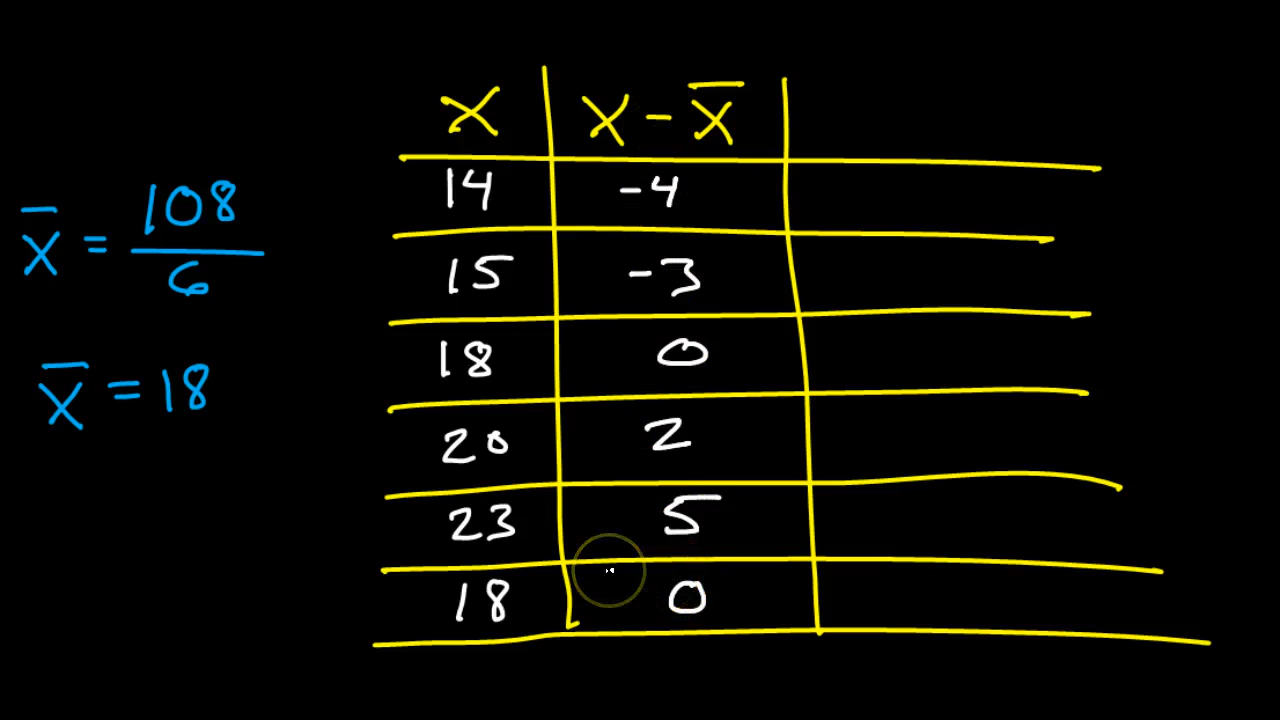 x̄ = 108/6
x̄ = 18
x x - x̄
14 -4
15 -3
18 0
20 2
23 5
18 0